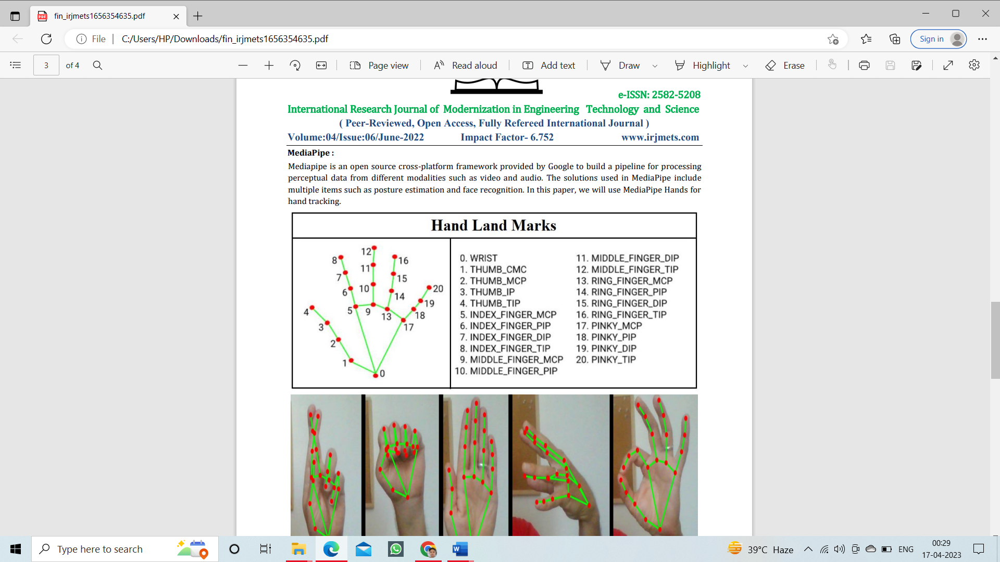 fin_irjmets1656354635.pdf
File
C:/Users/HP/Downloads/fin_irjmets1656354635.pdf
Sign in
3 of 4
Page view
Read aloud
Add text
Draw
Highlight
Erase
e-ISSN: 2582-5208
International Research Journal of Modernization in Engineering Technology and Science
( Peer-Reviewed, Open Access, Fully Refereed International Journal )
Volume:04/Issue:06/June-2022 Impact Factor- 6.752 www.irjmets.com
MediaPipe :
Mediapipe is an open source cross-platform framework provided by Google to build a pipeline for processing
perceptual data from different modalities such as video and audio. The solutions used in MediaPipe include
multiple items such as posture estimation and face recognition. In this paper, we will use MediaPipe Hands for
hand tracking.
Hand Land Marks
12
8
16
11
7
15
10
6
14
20
19
4
5
9
13
18
3
17
2
1
0
0. WRIST
1. THUMB_CMC
2. THUMB_MCP
3. THUMB_IP
4. THUMB_TIP
5. INDEX_FINGER_MCP
6. INDEX_FINGER_PIP
7. INDEX_FINGER_DIP
8. INDEX_FINGER_TIP
9. MIDDLE_FINGER_MCP
10. MIDDLE_FINGER_PIP
11. MIDDLE_FINGER_DIP
12. MIDDLE_FINGER_TIP
13. RING_FINGER_MCP
14. RING_FINGER_PIP
15. RING_FINGER_DIP
16. RING_FINGER_TIP
17. PINKY_MCP
18. PINKY_PIP
19. PINKY_DIP
20. PINKY_TIP
Type here to search
39°C Haze
ENG
00:29
17-04-2023